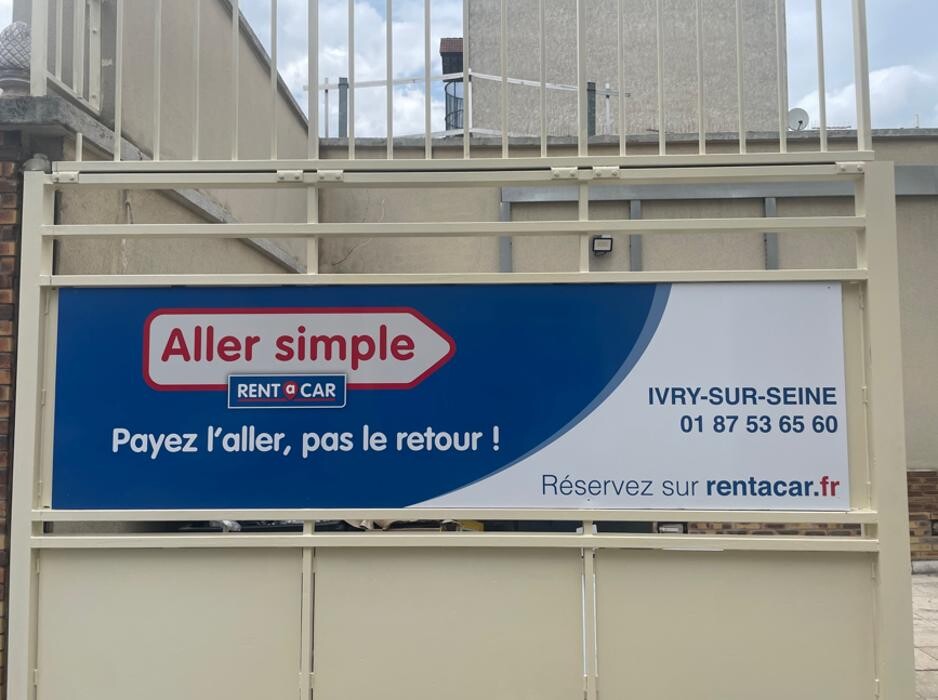 Aller simple
RENT a CAR
Payez l'aller, pas le retour !
IVRY-SUR-SEINE
01 87 53 65 60
Réservez sur rentacar.fr